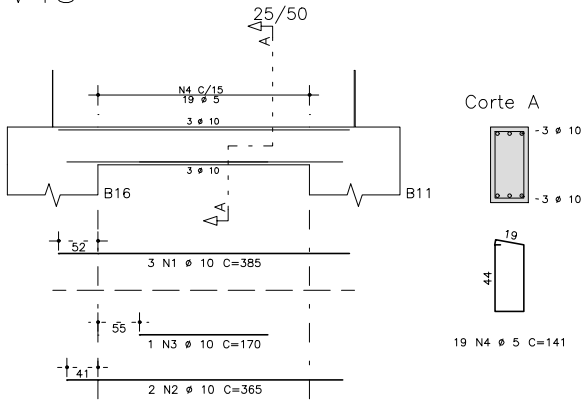 25/50
A
N4 C/15
19 ø 5
3 ø 10
3 ø 10
B16
A
B11
Corte A
3 ø 10
3 ø 10
52
3 N1 ø 10 C=385
19
44
55
1 N3 ø 10 C=170
19 N4 ø 5 C=141
41
2 N2 ø 10 C=365